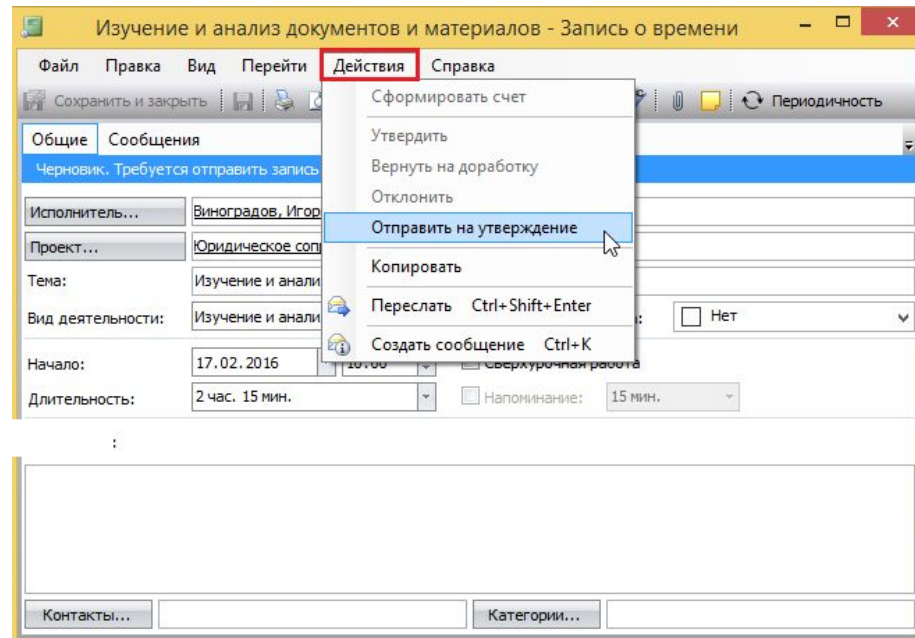 Изучение и анализ документов и материалов - Запись о времени
Файл Правка Вид Перейти Действия Справка
Сохранить и закрыть Периодичность
Сформировать счет
Общие Сообщения
Утвердить
Черновик. Требуется отправить запись
Вернуть на доработку
Отклонить
Исполнитель... Виноградов, Игор
Отправить на утверждение
Проект... Юридическое соп
Копировать
Тема: Изучение и анали
Переслать Ctrl+Shift+Enter
Вид деятельности: Изучение и анали : Нет
Создать сообщение Ctrl+K
Начало: 17.02.2016 Сверхурочная работа
Длительность: 2 час. 15 мин. Напоминание: 15 мин.
:
Контакты... Категории...